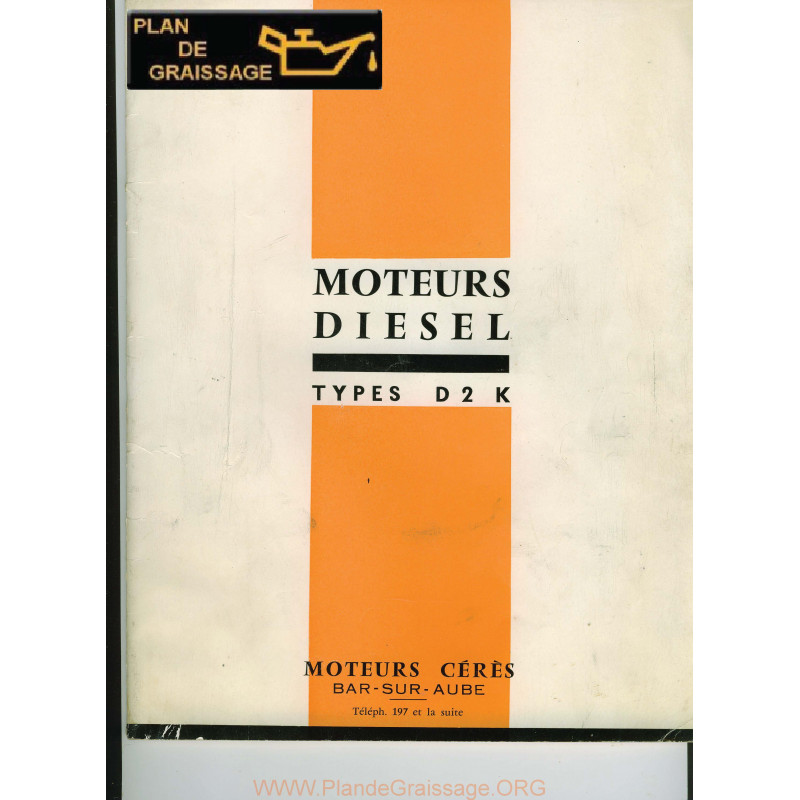 PLAN
DE
GRAISSAGE
MOTEURS
DIESEL
TYPES D2 K
MOTEURS CÉRÈS
BAR-SUR-AUBE
Téléph. 197 et la suite
WWW.PlandeGraissage.ORG